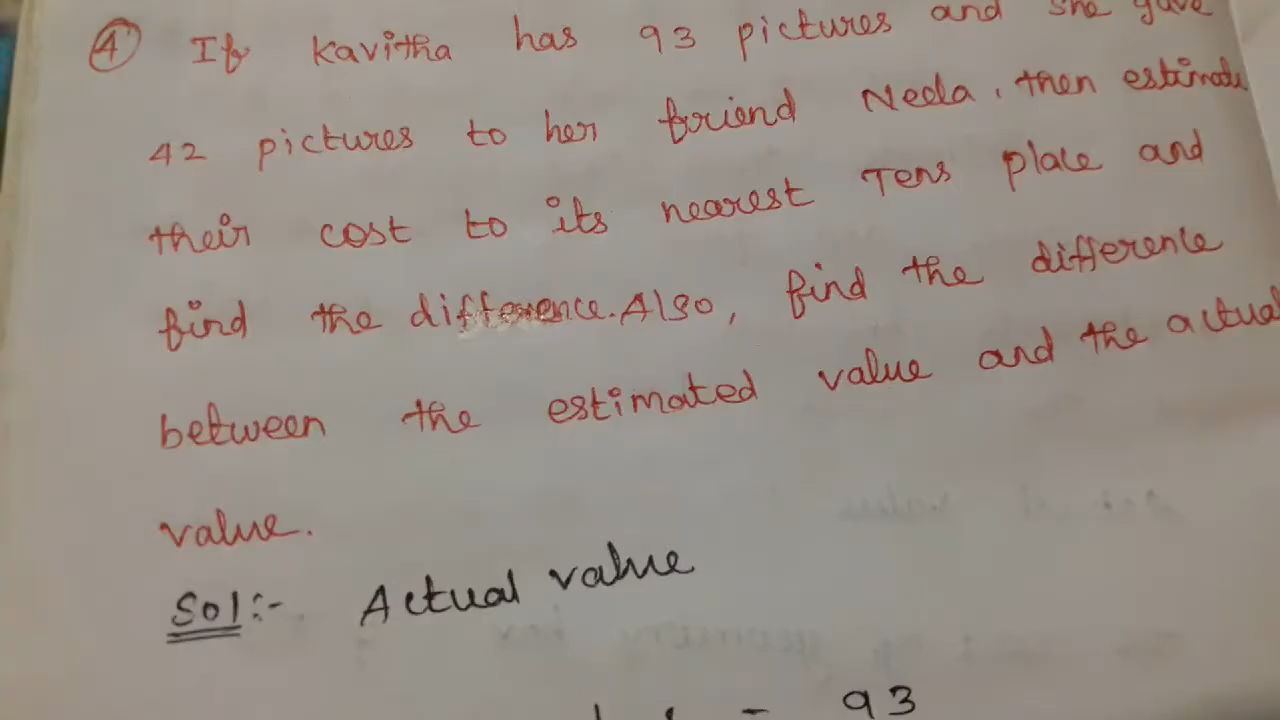 ④ If Kavitha has 93 pictures and she gave
42 pictures to her friend Neela, then estimate
their cost to its nearest Tens place and
find the difference. Also, find the difference
between the estimated value and the actual
value.
Sol:- Actual value
= 93